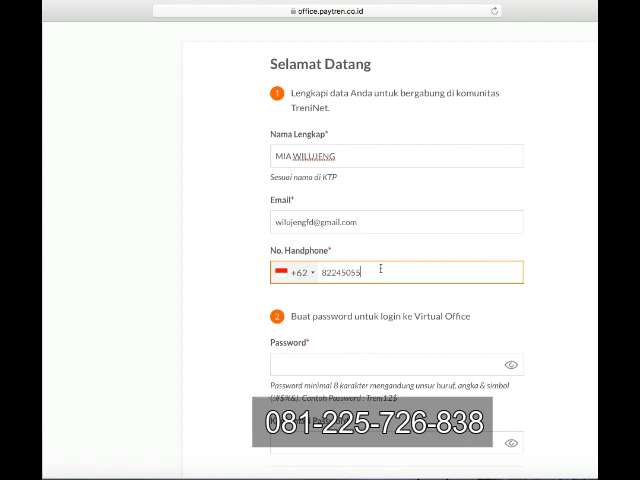 office.paytren.co.id
Selamat Datang
1 Lengkapi data Anda untuk bergabung di komunitas
TreniNet.
Nama Lengkap*
MIA WILUJENG
Sesuai nama di KTP
Email*
wilujengfd@gmail.com
No. Handphone*
+62 82245055
2 Buat password untuk login ke Virtual Office
Password*
Password minimal 8 karakter mengandung unsur huruf, angka & simbol
(!#$%&). Contoh Password : Treni12$
081-225-726-838